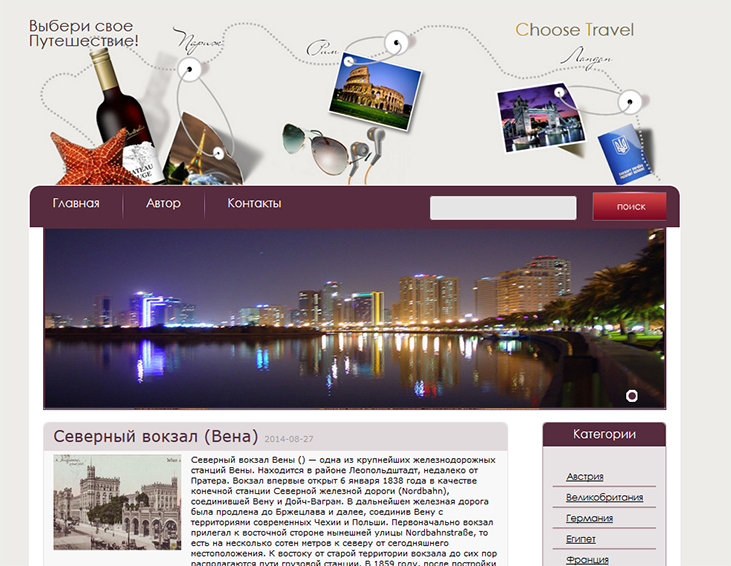 Выбери свое
Путешествие!
Choose Travel
Париж
Рим
Лондон
Главная
Автор
Контакты
поиск
Северный вокзал (Вена) 2014-08-27
Северный вокзал Вены () — одна из крупнейших железнодорожных
станций Вены. Находится в районе Леопольдштадт, недалеко от
Пратера. Вокзал впервые открыт 6 января 1838 года в качестве
конечной станции Северной железной дороги (Nordbahn),
соединившей Вену и Дойч-Вагран. В дальнейшем железная дорога
была продлена до Бржецлава и далее, соединив Вену с
территориями современных Чехии и Польши. Первоначально вокзал
прилегал к восточной стороне нынешней улицы Nordbahnstraße, то
есть на несколько сотен метров к северу от сегодняшнего
местоположения. К востоку от старой территории вокзала до сих пор
располагаются пути грузовой станции. В 1859 году, после постройки
Категории
Австрия
Великобритания
Германия
Египет
Франция